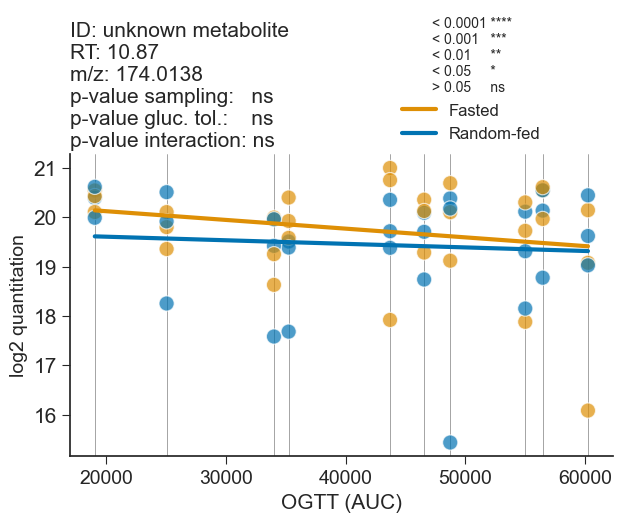 ID: unknown metabolite
RT: 10.87
m/z: 174.0138
p-value sampling: ns
p-value gluc. tol.: ns
p-value interaction: ns
< 0.0001 ****
< 0.001 ***
< 0.01 **
< 0.05 *
> 0.05 ns
Fasted
Random-fed
21
20
19
18
17
16
log2 quantitation
20000 30000 40000 50000 60000
OGTT (AUC)